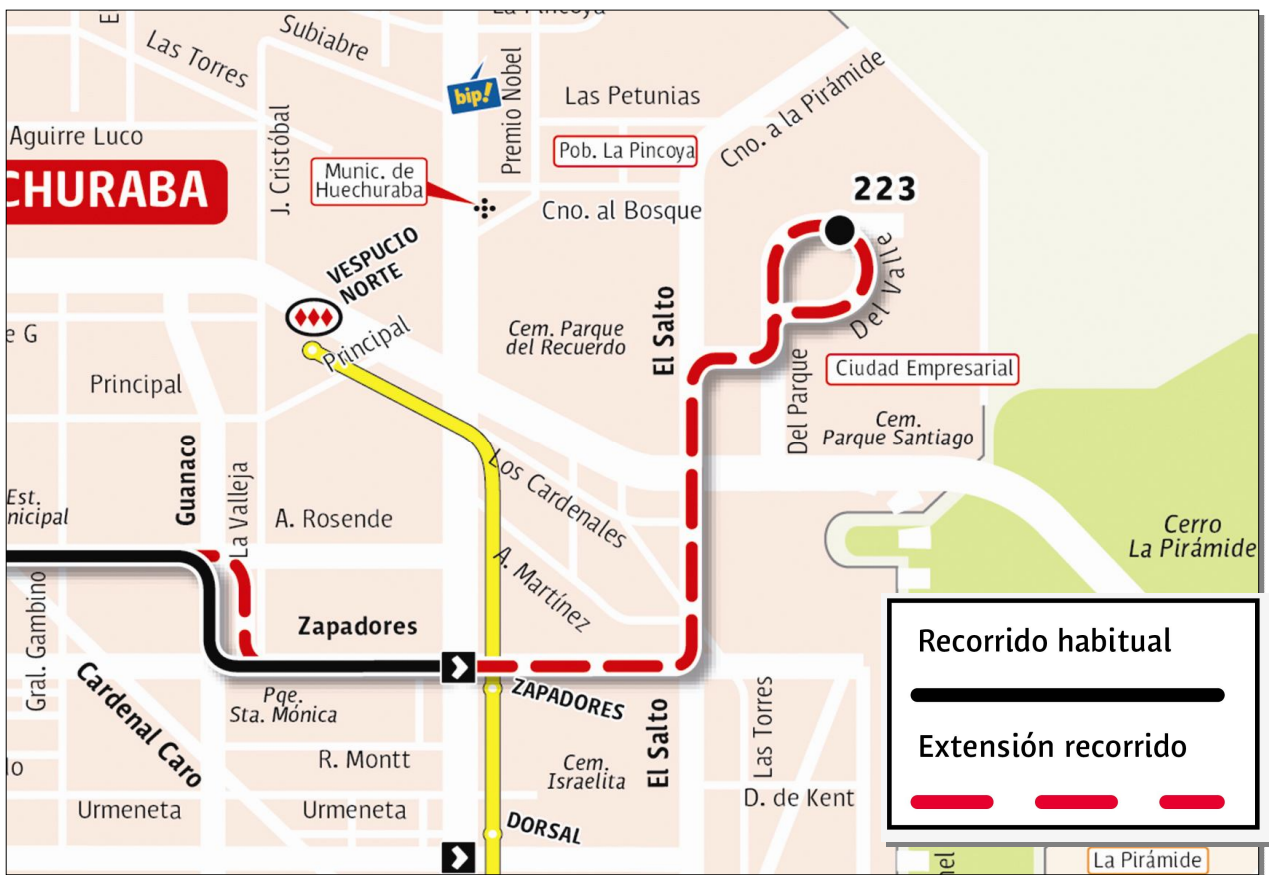 La Pincoya
Las Torres
Subiabre
bip!
Premio Nobel
Las Petunias
Cno. a la Pirámide
Aguirre Luco
J. Cristóbal
Pob. La Pincoya
CHURABA
Munic. de
Huechuraba
Cno. al Bosque
223
Del Valle
VESPUCIO
NORTE
El Salto
Cem. Parque
del Recuerdo
e G
Principal
Principal
Del Parque
Ciudad Empresarial
Cem.
Parque Santiago
Guanaco
La Valleja
Los Cardenales
Est.
nicipal
A. Rosende
Cerro
La Pirámide
A. Martínez
Gral. Gambino
Zapadores
Cardenal Caro
Pqe.
Sta. Mónica
ZAPADORES
El Salto
Las Torres
R. Montt
Cem.
Israelita
lo
Urmeneta
Urmeneta
DORSAL
D. de Kent
Recorrido habitual
Extensión recorrido
nel
La Pirámide